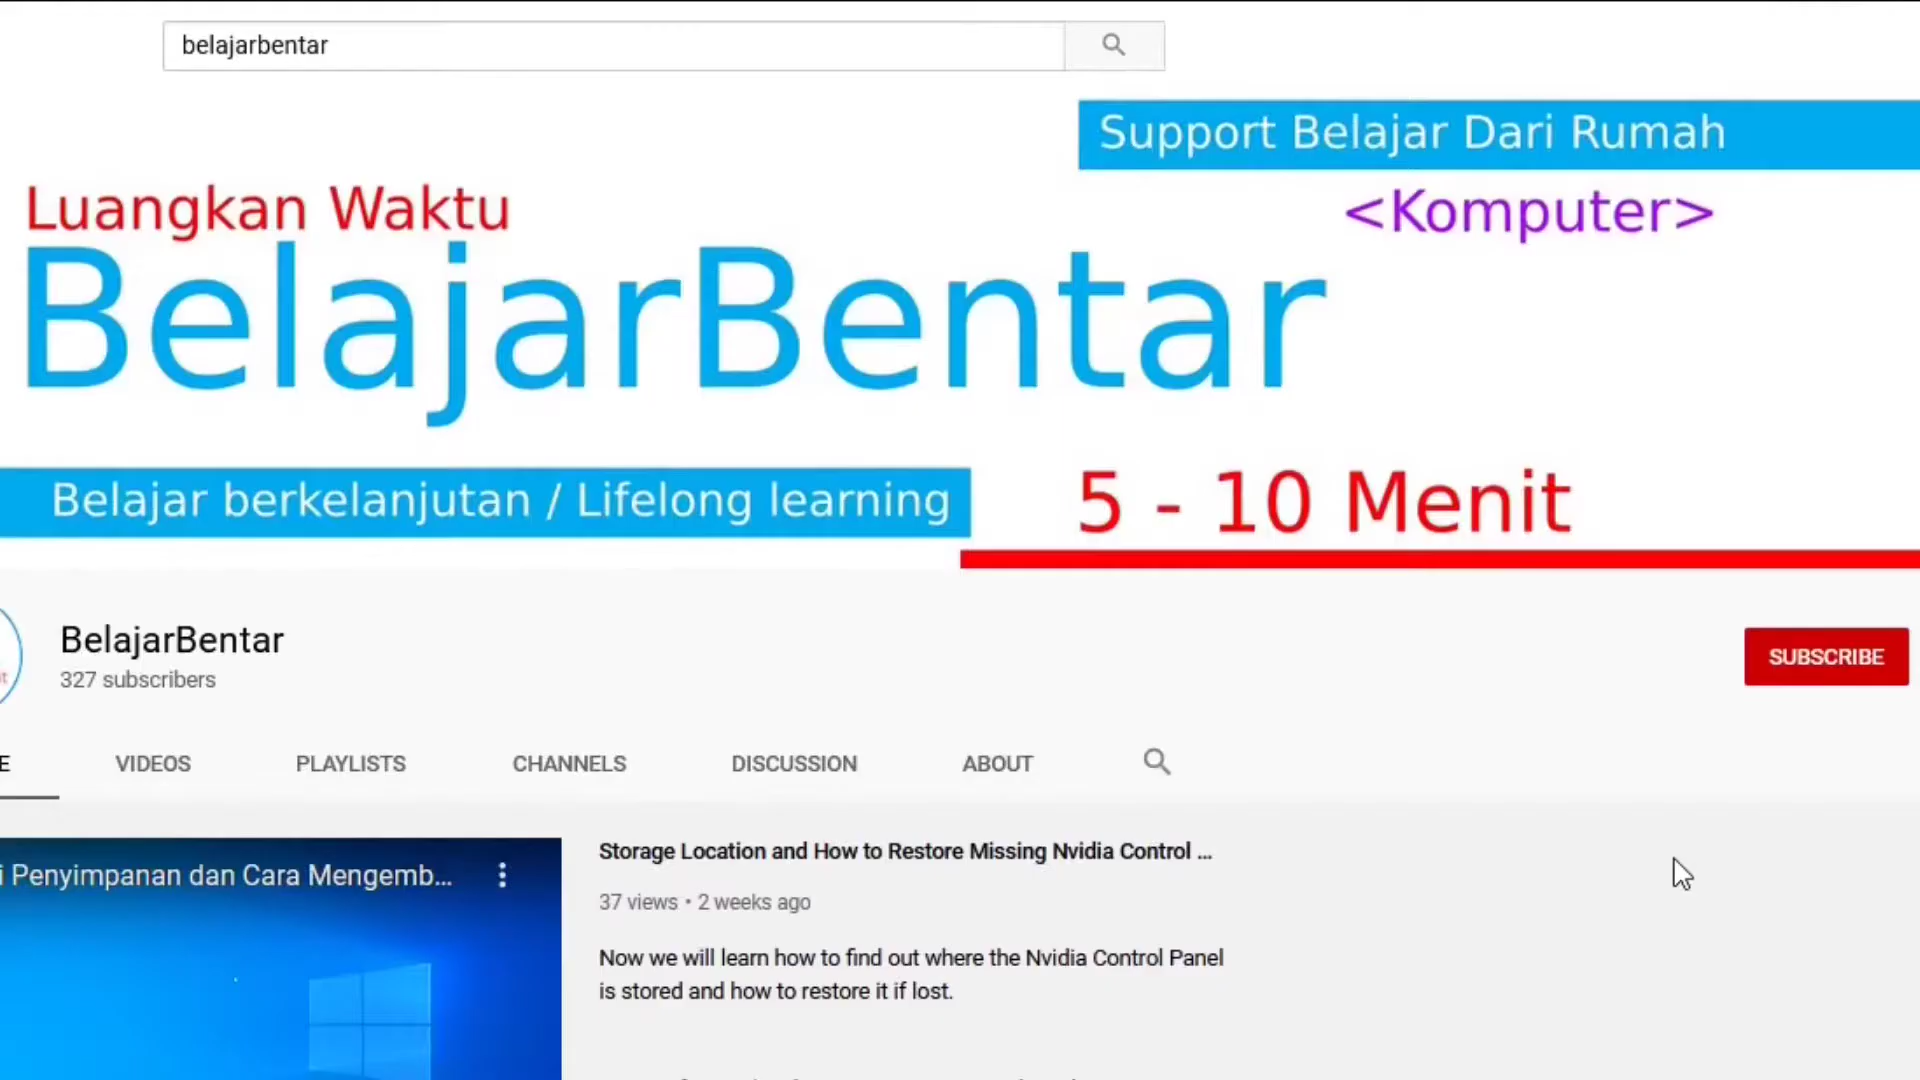 belajarbentar
Support Belajar Dari Rumah
Luangkan Waktu
<Komputer>
BelajarBentar
Belajar berkelanjutan / Lifelong learning
5 - 10 Menit
BelajarBentar
327 subscribers
SUBSCRIBE
E VIDEOS PLAYLISTS CHANNELS DISCUSSION ABOUT
i Penyimpanan dan Cara Mengemb...
Storage Location and How to Restore Missing Nvidia Control ...
37 views • 2 weeks ago
Now we will learn how to find out where the Nvidia Control Panel
is stored and how to restore it if lost.